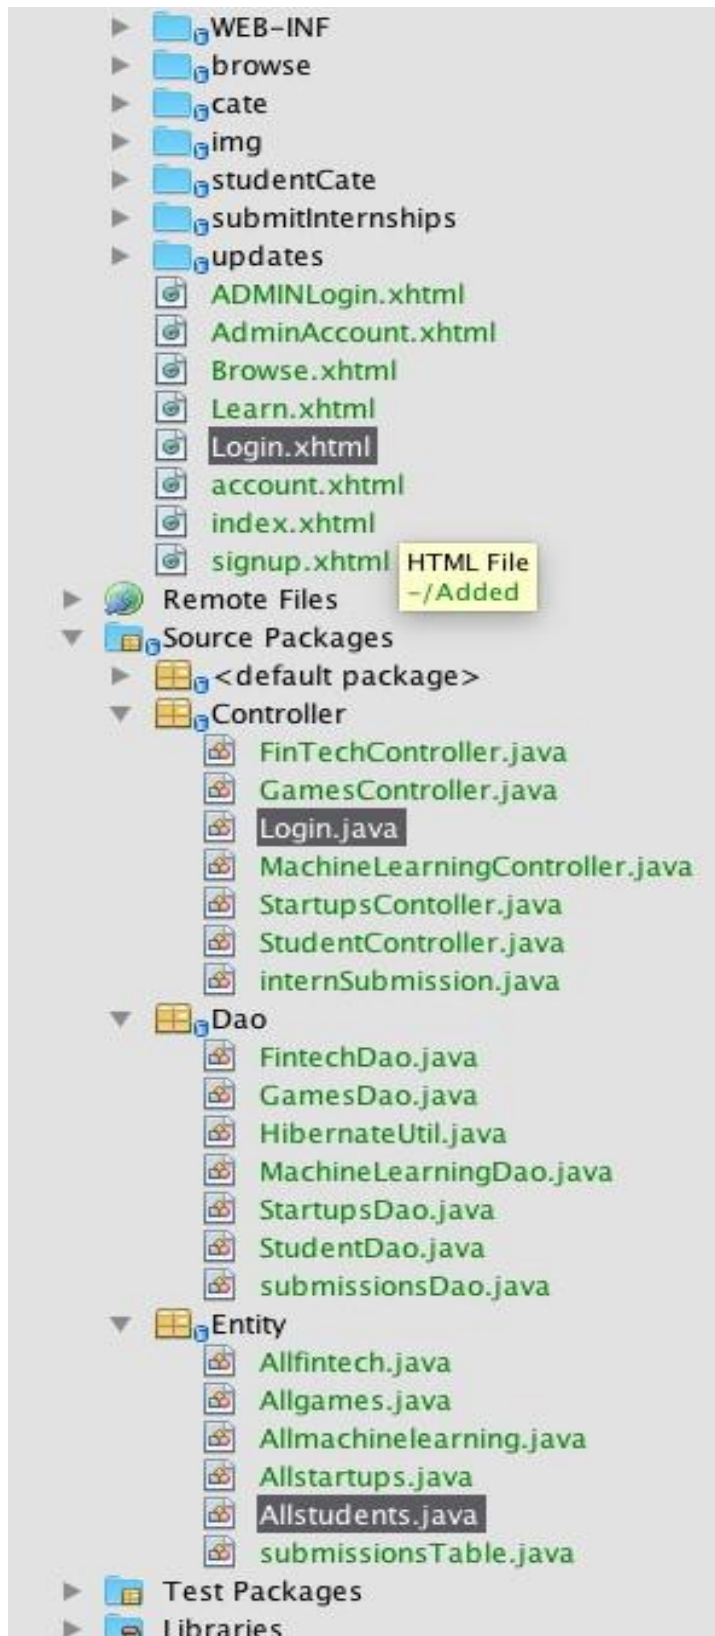 WEB-INF
browse
cate
img
studentCate
submitInternships
updates
ADMINLogin.xhtml
AdminAccount.xhtml
Browse.xhtml
Learn.xhtml
Login.xhtml
account.xhtml
index.xhtml
signup.xhtml
HTML File
-/Added
Remote Files
Source Packages
<default package>
Controller
FinTechController.java
GamesController.java
Login.java
MachineLearningController.java
StartupsContoller.java
StudentController.java
internSubmission.java
Dao
FintechDao.java
GamesDao.java
HibernateUtil.java
MachineLearningDao.java
StartupsDao.java
StudentDao.java
submissionsDao.java
Entity
Allfintech.java
Allgames.java
Allmachinelearning.java
Allstartups.java
Allstudents.java
submissionsTable.java
Test Packages
Libraries